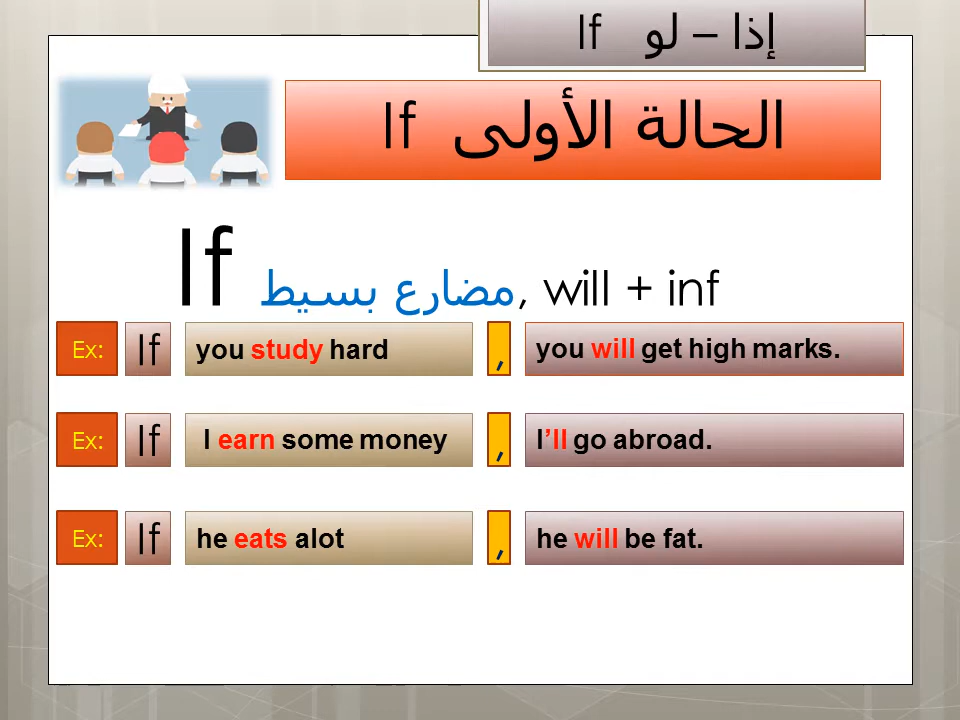 If إذا – لو
If الحالة الأولى
If مضارع بسيط, will + inf
Ex: If you study hard , you will get high marks.
Ex: If I earn some money , I'll go abroad.
Ex: If he eats alot , he will be fat.